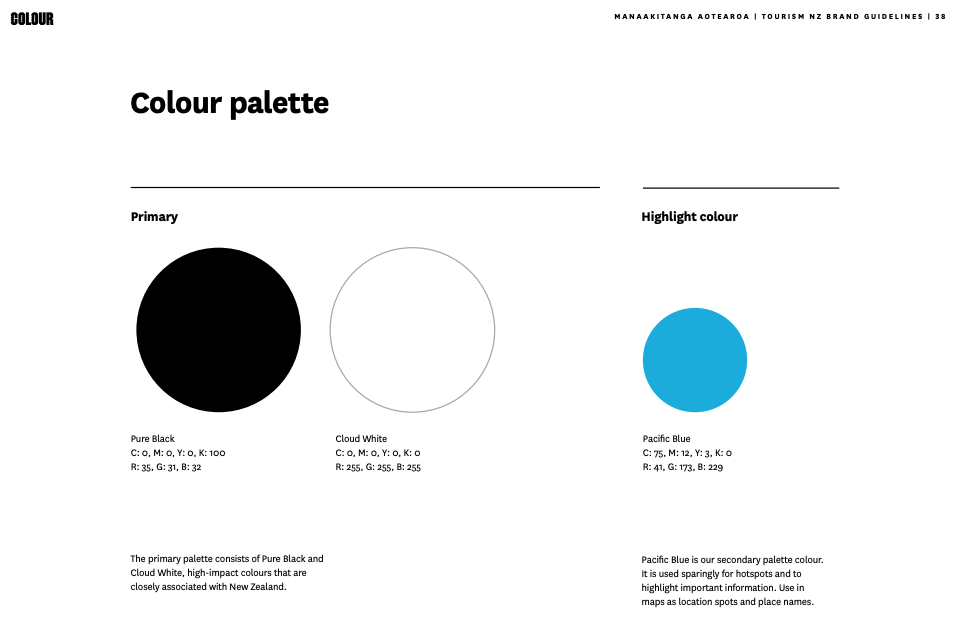 COLOUR
MANAAKITANGA AOTEAROA | TOURISM NZ BRAND GUIDELINES | 38
Colour palette
Primary
Pure Black
C: 0, M: 0, Y: 0, K: 100
R: 35, G: 31, B: 32
Cloud White
C: 0, M: 0, Y: 0, K: 0
R: 255, G: 255, B: 255
The primary palette consists of Pure Black and
Cloud White, high-impact colours that are
closely associated with New Zealand.
Highlight colour
Pacific Blue
C: 75, M: 12, Y: 3, K: 0
R: 41, G: 173, B: 229
Pacific Blue is our secondary palette colour.
It is used sparingly for hotspots and to
highlight important information. Use in
maps as location spots and place names.